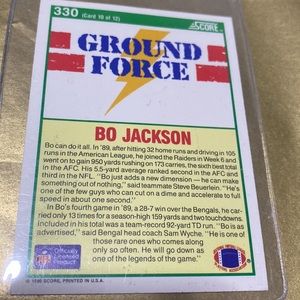 330 (Card 10 of 12)
SCORE
GROUND
FORCE
BO JACKSON
Bo can do it all. In '89, after hitting 32 home runs and driving in 105
runs in the American League, he joined the Raiders in Week 6 and
went on to gain 950 yards rushing on 173 carries, the sixth best total
in the AFC. His 5.5-yard average ranked second in the AFC and
third in the NFL. "Bo just adds a new dimension — he can make
something out of nothing," said teammate Steve Beuerlein. "He's
one of the few guys who can cut on a dime and accelerate to full
speed in about one second."
In Bo's fourth game in '89, a 28-7 win over the Bengals, he car-
ried only 13 times for a season-high 159 yards and two touchdowns.
Included in his total was a team-record 92-yard TD run. "Bo is as
advertised," said Bengal head coach Sam Wyche. "He is one of
those rare ones who comes along
only so often. He will go down as
one of the legends of the game."
Officially
Licensed
Product
© 1990 SCORE, PRINTED IN U.S.A.